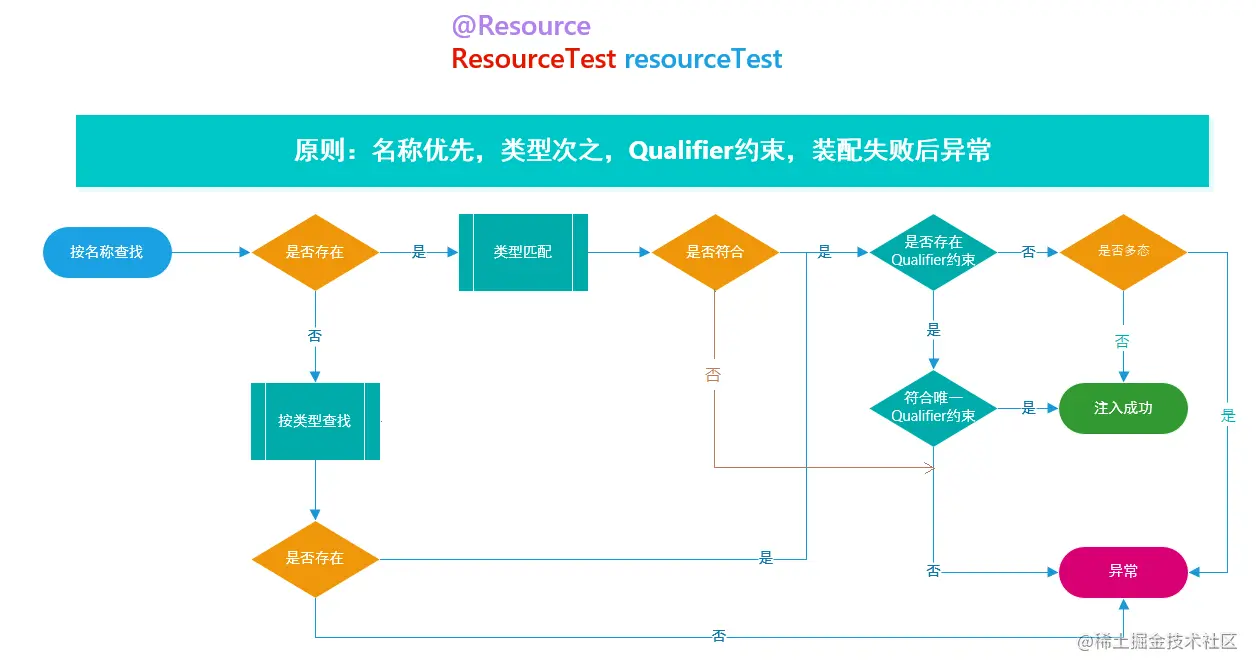 @Resource
ResourceTest resourceTest
原则：名称优先，类型次之，Qualifier约束，装配失败后异常
按名称查找
是否存在
是
类型匹配
是否符合
是
是否存在
Qualifier约束
否
是否多态
否
是
否
否
是
按类型查找
符合唯一
Qualifier约束
是
注入成功
是否存在
是
否
异常
否
@稀土掘金技术社区